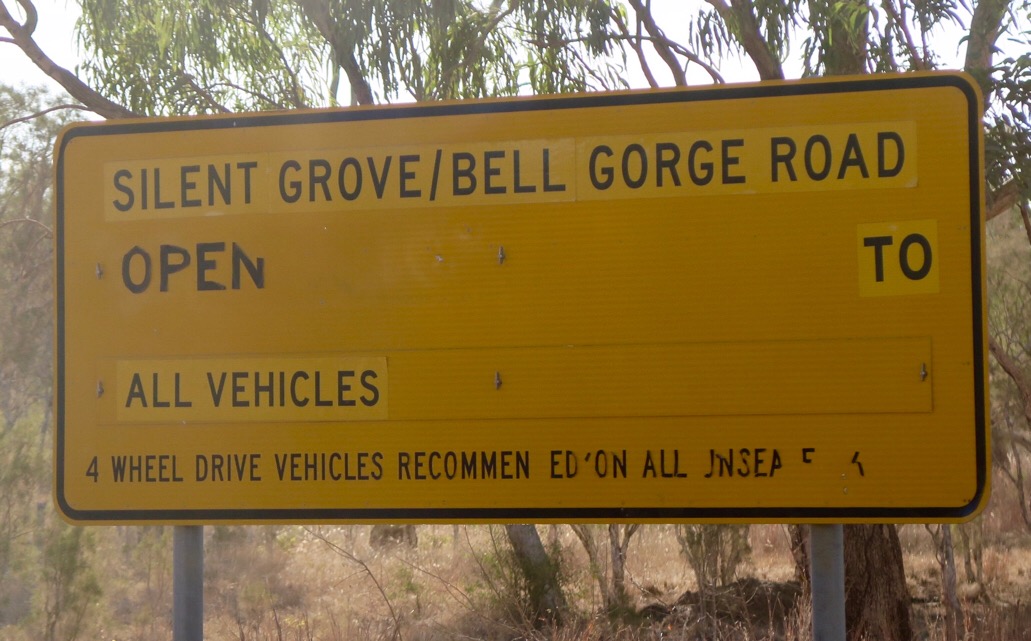 SILENT GROVE/BELL GORGE ROAD
OPEN TO
ALL VEHICLES
4 WHEEL DRIVE VEHICLES RECOMMEN ED ON ALL